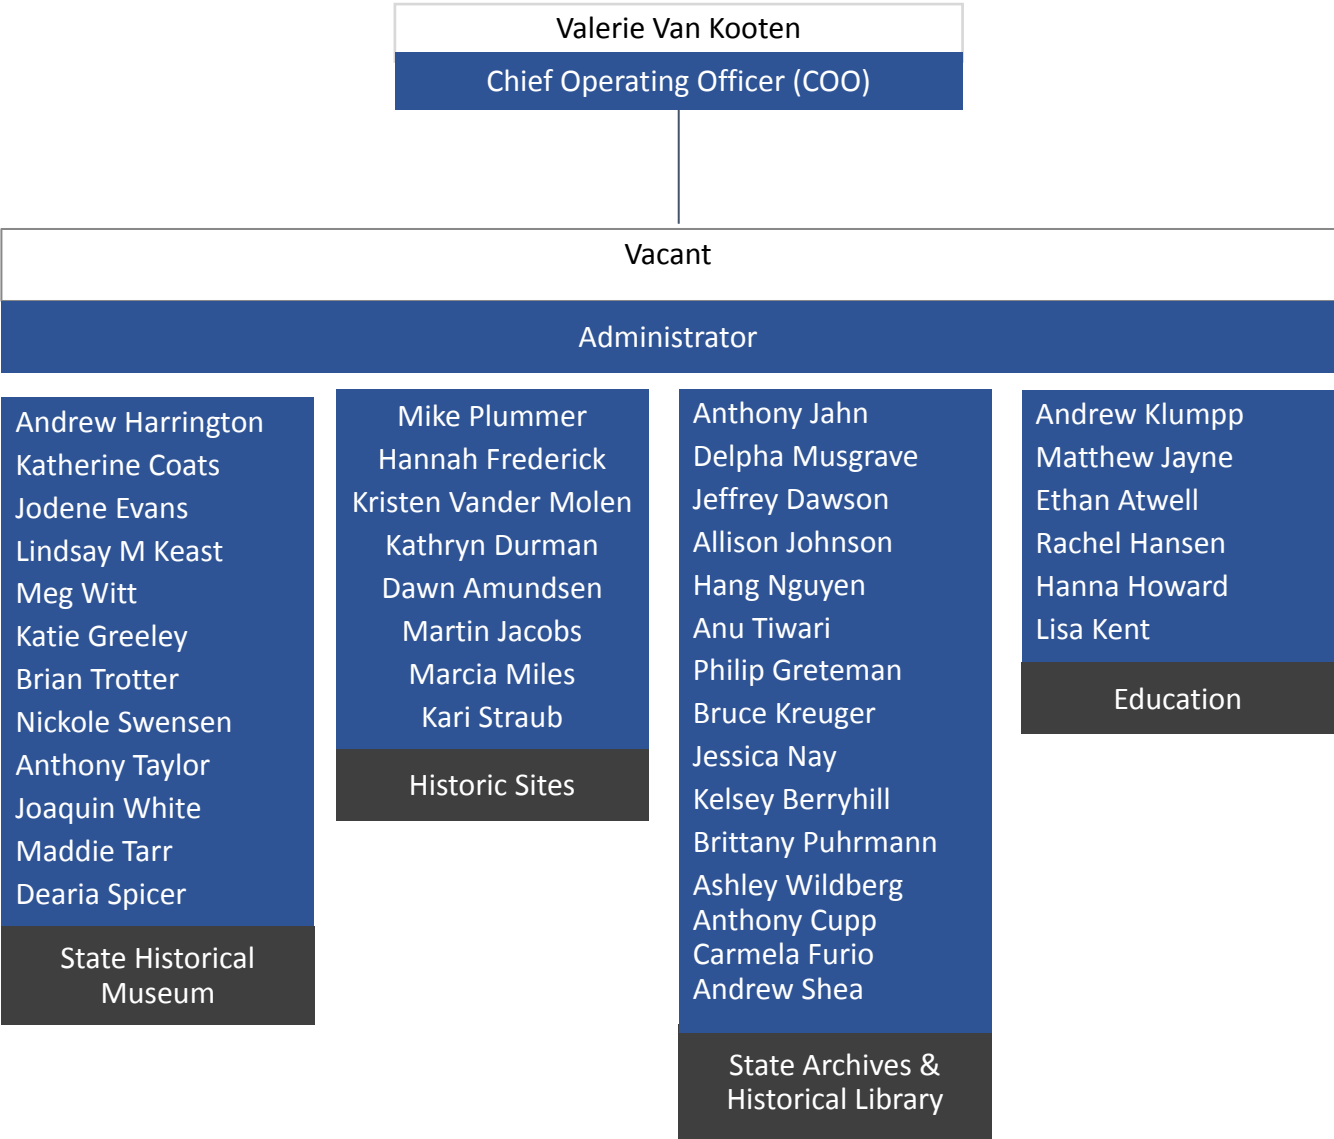 Valerie Van Kooten
Chief Operating Officer (COO)
Vacant
Administrator
Andrew Harrington
Katherine Coats
Jodene Evans
Lindsay M Keast
Meg Witt
Katie Greeley
Brian Trotter
Nickole Swensen
Anthony Taylor
Joaquin White
Maddie Tarr
Dearia Spicer
State Historical
Museum
Mike Plummer
Hannah Frederick
Kristen Vander Molen
Kathryn Durman
Dawn Amundsen
Martin Jacobs
Marcia Miles
Kari Straub
Historic Sites
Anthony Jahn
Delpha Musgrave
Jeffrey Dawson
Allison Johnson
Hang Nguyen
Anu Tiwari
Philip Greteman
Bruce Kreuger
Jessica Nay
Kelsey Berryhill
Brittany Puhrmann
Ashley Wildberg
Anthony Cupp
Carmela Furio
Andrew Shea
State Archives &
Historical Library
Andrew Klumpp
Matthew Jayne
Ethan Atwell
Rachel Hansen
Hanna Howard
Lisa Kent
Education